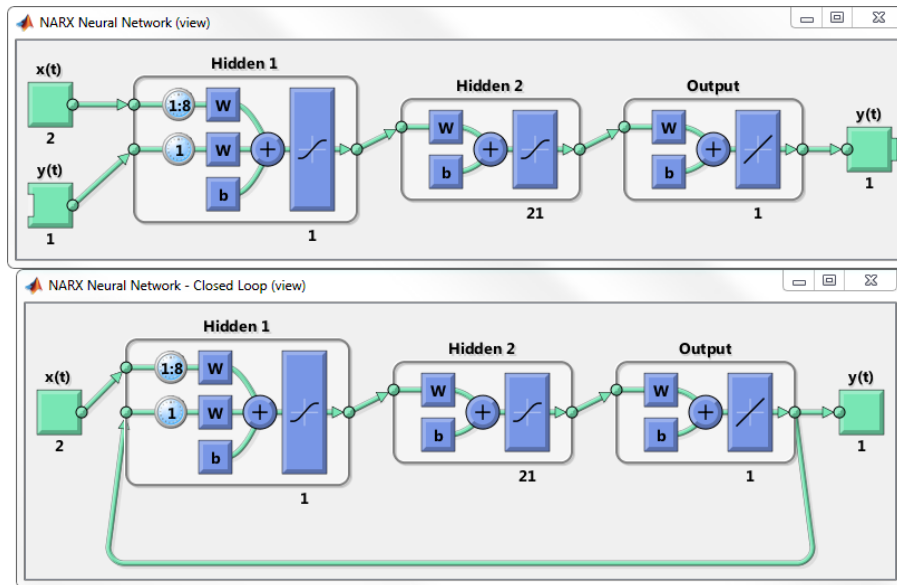 NARX Neural Network (view)
x(t)
Hidden 1
Hidden 2
Output
y(t)
1:8
W
W
W
2
y(t)
1
W
b
b
b
1
21
1
1
1
NARX Neural Network - Closed Loop (view)
Hidden 1
Hidden 2
Output
x(t)
y(t)
1:8
W
W
W
1
W
b
b
b
2
1
21
1
1